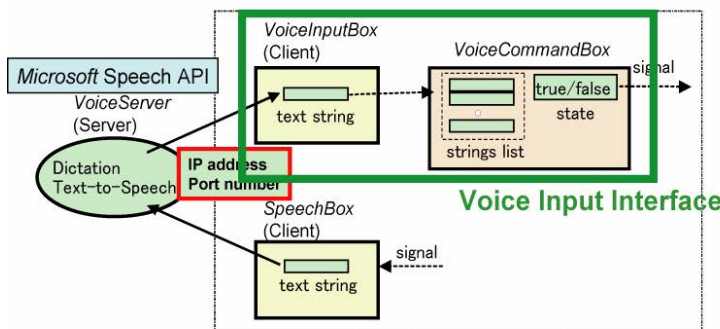 Microsoft Speech API
VoiceServer
(Server)
Dictation
Text-to-Speech
IP address
Port number
VoiceInputBox
(Client)
text string
VoiceCommandBox
true/false
state
strings list
signal
Voice Input Interface
SpeechBox
(Client)
text string
signal